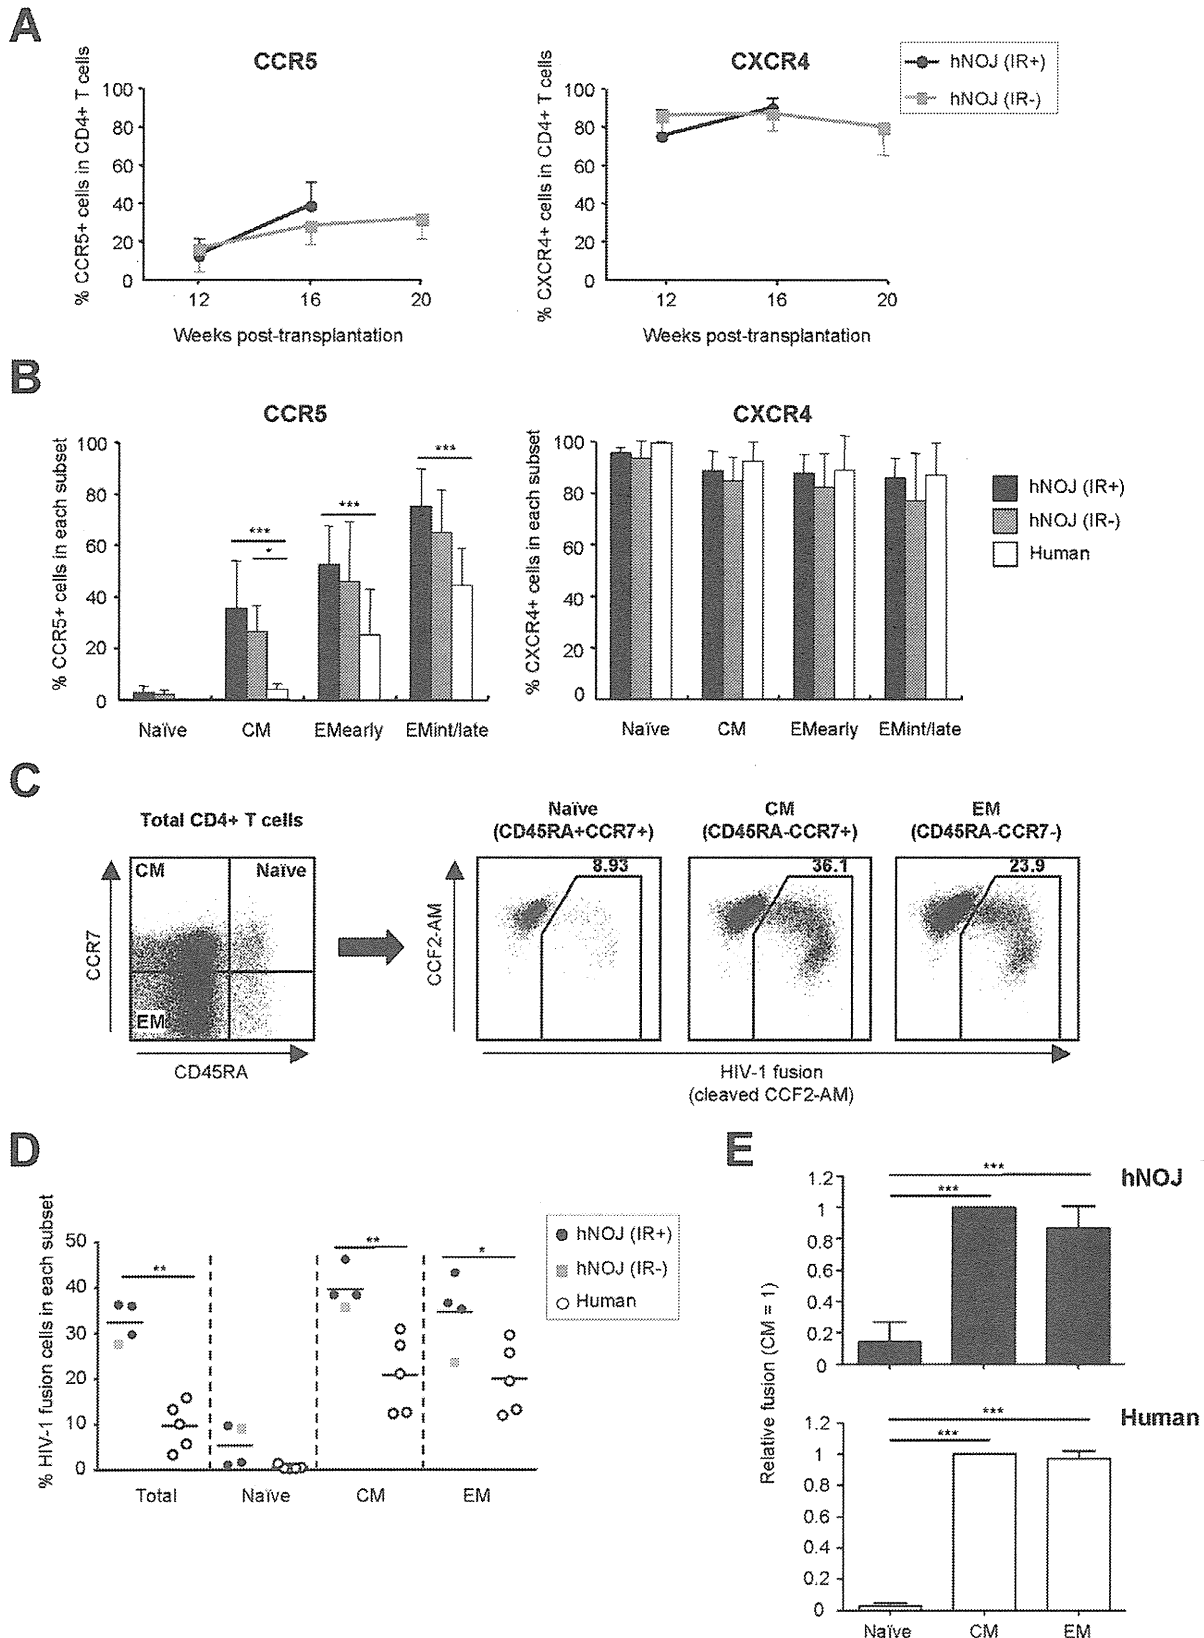 A
CCR5
CXCR4
hNOJ (IR+)
hNOJ (IR-)
% CCR5+ cells in CD4+ T cells
100
80
60
40
20
0
12
16
20
Weeks post-transplantation
% CXCR4+ cells in CD4+ T cells
100
80
60
40
20
0
12
16
20
Weeks post-transplantation
B
CCR5
CXCR4
% CCR5+ cells in each subset
100
80
60
40
20
0
***
*
***
***
Naïve
CM
EMearly
EMint/late
% CXCR4+ cells in each subset
100
80
60
40
20
0
Naïve
CM
EMearly
EMint/late
hNOJ (IR+)
hNOJ (IR-)
Human
C
Total CD4+ T cells
Naïve
(CD45RA+CCR7+)
CM
(CD45RA-CCR7+)
EM
(CD45RA-CCR7-)
CM
Naïve
EM
CCR7
CD45RA
CCF2-AM
8.93
36.1
23.9
HIV-1 fusion
(cleaved CCF2-AM)
D
% HIV-1 fusion cells in each subset
50
40
30
20
10
0
**
**
*
Total
Naïve
CM
EM
hNOJ (IR+)
hNOJ (IR-)
Human
E
Relative fusion (CM = 1)
hNOJ
1.2
1
0.8
0.6
0.4
0.2
0
***
***
Human
1.2
1
0.8
0.6
0.4
0.2
0
***
***
Naïve
CM
EM